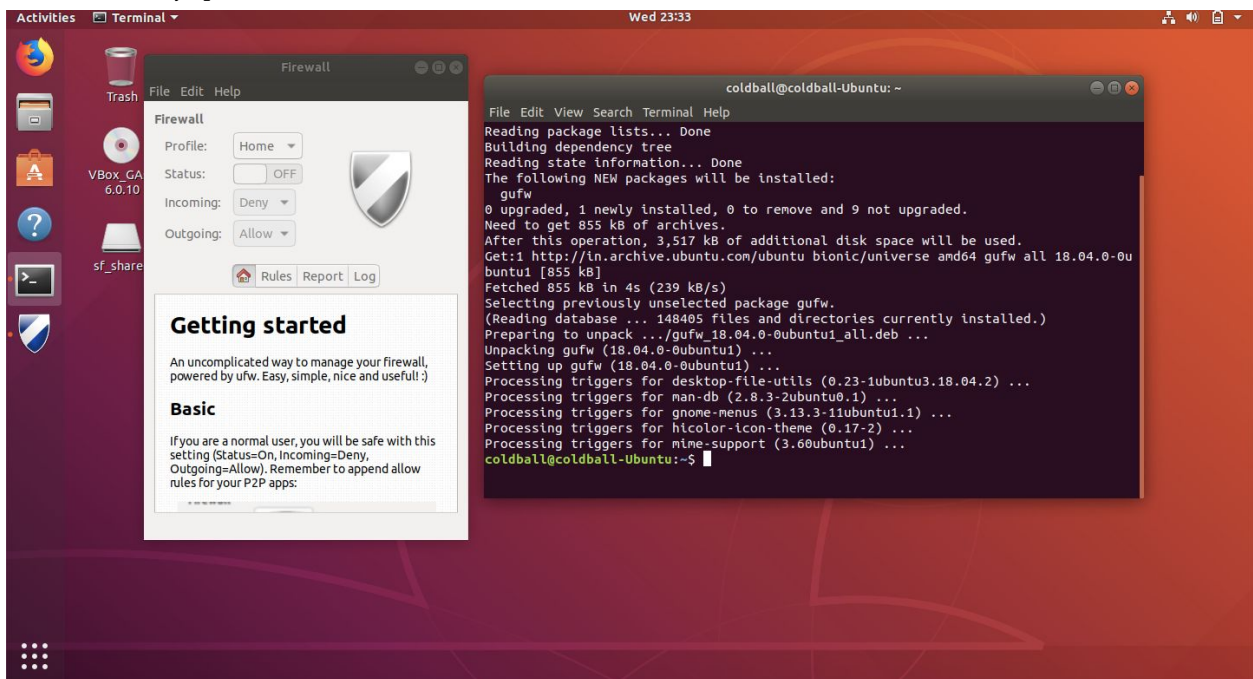 Activities
Terminal
Wed 23:33
Trash
VBox_GA
6.0.10
sf_share
Firewall
File Edit Help
Firewall
Profile: Home
Status: OFF
Incoming: Deny
Outgoing: Allow
Rules Report Log
Getting started
An uncomplicated way to manage your firewall,
powered by ufw. Easy, simple, nice and useful! :)
Basic
If you are a normal user, you will be safe with this
setting (Status=On, Incoming=Deny,
Outgoing=Allow). Remember to append allow
rules for your P2P apps:
coldball@coldball-Ubuntu: ~
File Edit View Search Terminal Help
Reading package lists... Done
Building dependency tree
Reading state information... Done
The following NEW packages will be installed:
gufw
0 upgraded, 1 newly installed, 0 to remove and 9 not upgraded.
Need to get 855 kB of archives.
After this operation, 3,517 kB of additional disk space will be used.
Get:1 http://in.archive.ubuntu.com/ubuntu bionic/universe amd64 gufw all 18.04.0-0u
buntu1 [855 kB]
Fetched 855 kB in 4s (239 kB/s)
Selecting previously unselected package gufw.
(Reading database ... 148405 files and directories currently installed.)
Preparing to unpack .../gufw_18.04.0-0ubuntu1_all.deb ...
Unpacking gufw (18.04.0-0ubuntu1) ...
Setting up gufw (18.04.0-0ubuntu1) ...
Processing triggers for desktop-file-utils (0.23-1ubuntu3.18.04.2) ...
Processing triggers for man-db (2.8.3-2ubuntu0.1) ...
Processing triggers for gnome-menus (3.13.3-11ubuntu1.1) ...
Processing triggers for hicolor-icon-theme (0.17-2) ...
Processing triggers for mime-support (3.60ubuntu1) ...
coldball@coldball-Ubuntu:~$